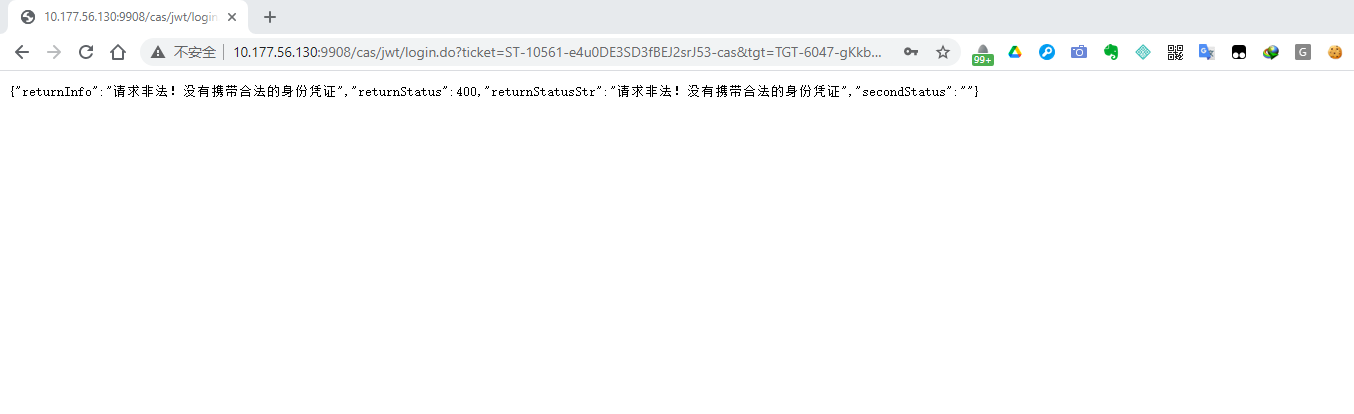 10.177.56.130:9908/cas/jwt/login
不安全 10.177.56.130:9908/cas/jwt/login.do?ticket=ST-10561-e4u0DE3SD3fBEJ2srJ53-cas&tgt=TGT-6047-gKkb...
99+
G
{"returnInfo":"请求非法！没有携带合法的身份凭证","returnStatus":400,"returnStatusStr":"请求非法！没有携带合法的身份凭证","secondStatus":""}